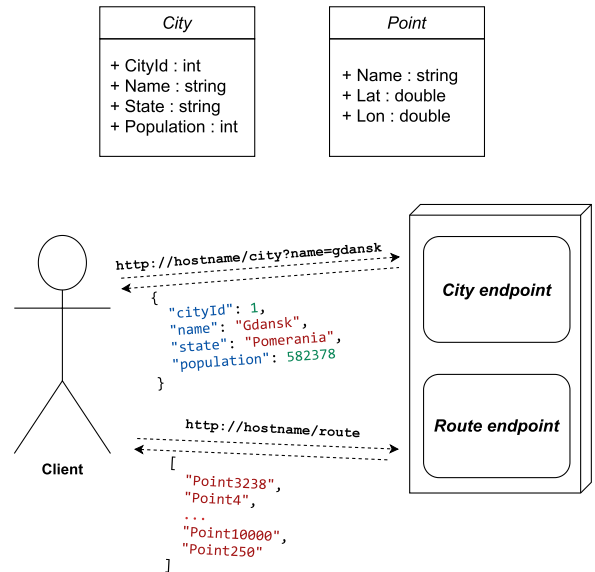 City
+ CityId : int
+ Name : string
+ State : string
+ Population : int
Point
+ Name : string
+ Lat : double
+ Lon : double
http://hostname/city?name=gdansk
{
"cityId": 1,
"name": "Gdansk",
"state": "Pomerania",
"population": 582378
}
City endpoint
http://hostname/route
[
"Point3238",
"Point4",
...
"Point10000",
"Point250"
]
Route endpoint
Client